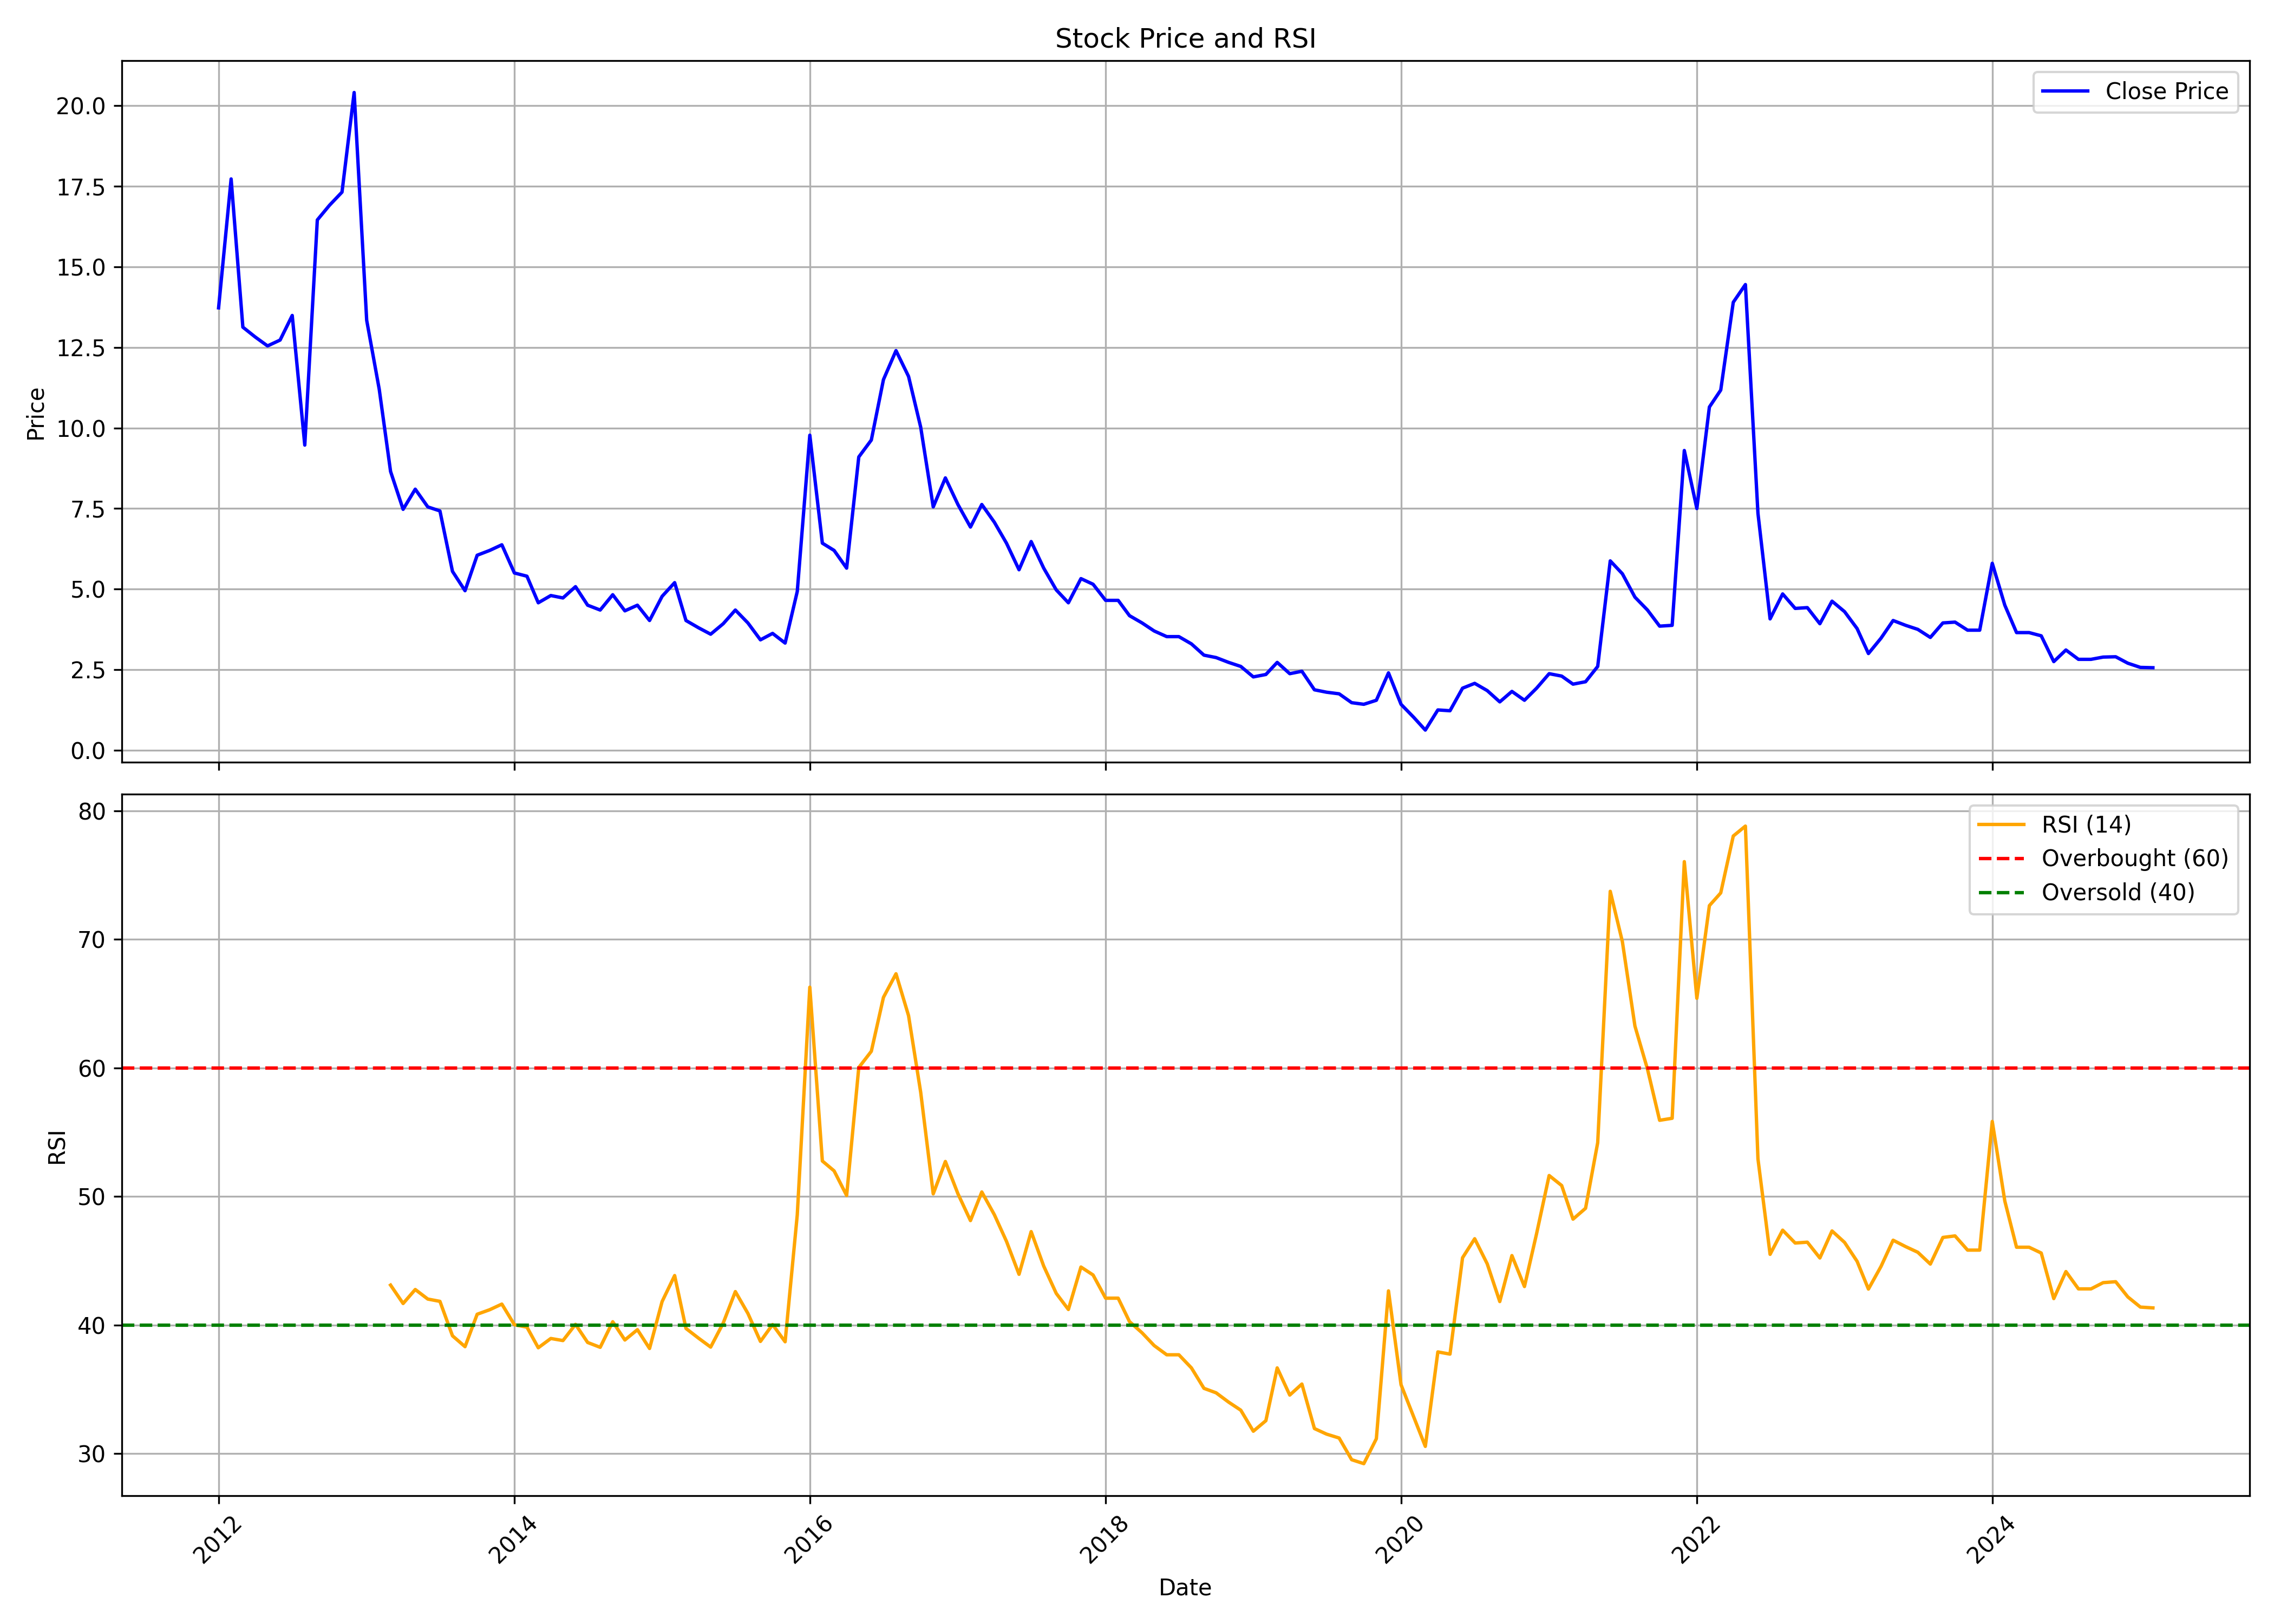 Stock Price and RSI
Close Price
Price
20.0
17.5
15.0
12.5
10.0
7.5
5.0
2.5
0.0
RSI (14)
Overbought (60)
Oversold (40)
RSI
80
70
60
50
40
30
2012
2014
2016
2018
2020
2022
2024
Date